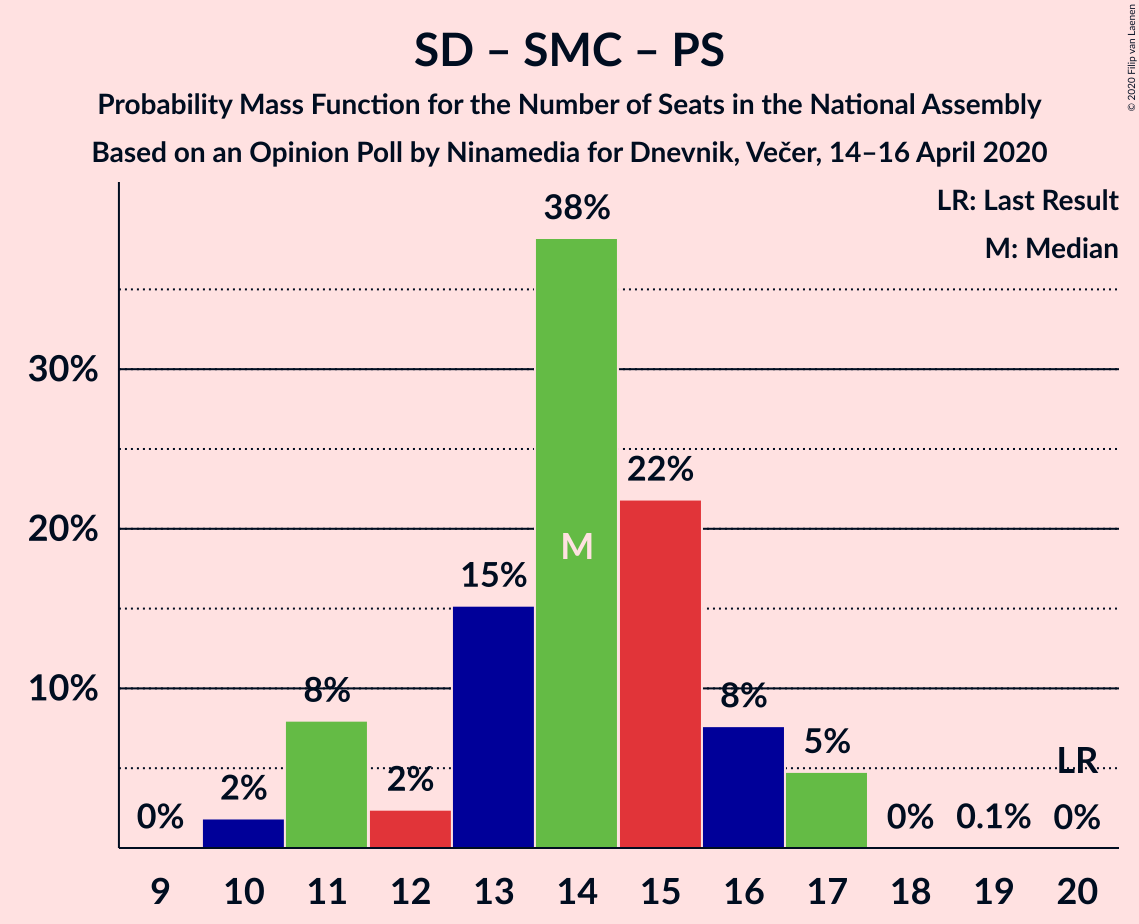 SD – SMC – PS
Probability Mass Function for the Number of Seats in the National Assembly
Based on an Opinion Poll by Ninamedia for Dnevnik, Večer, 14–16 April 2020
© 2020 Filip van Laenen
LR: Last Result
M: Median
38%
30%
22%
20%
M
15%
10%
8%
8%
5%
LR
2%
2%
0%
0%
0.1%
0%
9 10 11 12 13 14 15 16 17 18 19 20